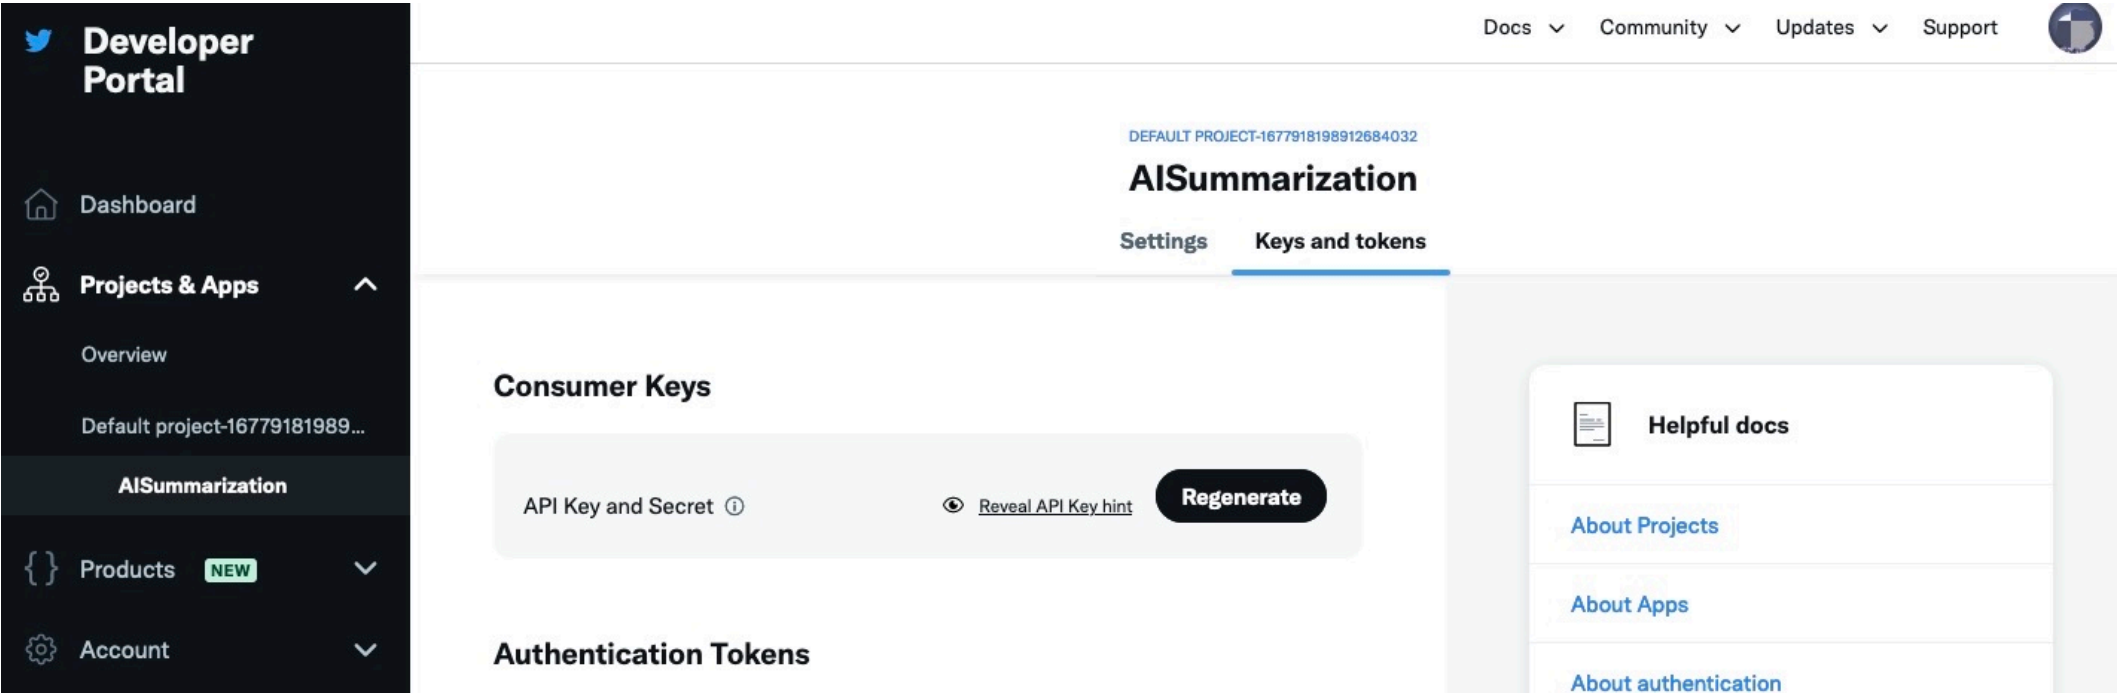 Developer
Portal
Docs
Community
Updates
Support
DEFAULT PROJECT-1677918198912684032
AISummarization
Settings
Keys and tokens
Dashboard
Projects & Apps
Overview
Default project-16779181989...
AISummarization
Products NEW
Account
Consumer Keys
API Key and Secret
Reveal API Key hint
Regenerate
Authentication Tokens
Helpful docs
About Projects
About Apps
About authentication